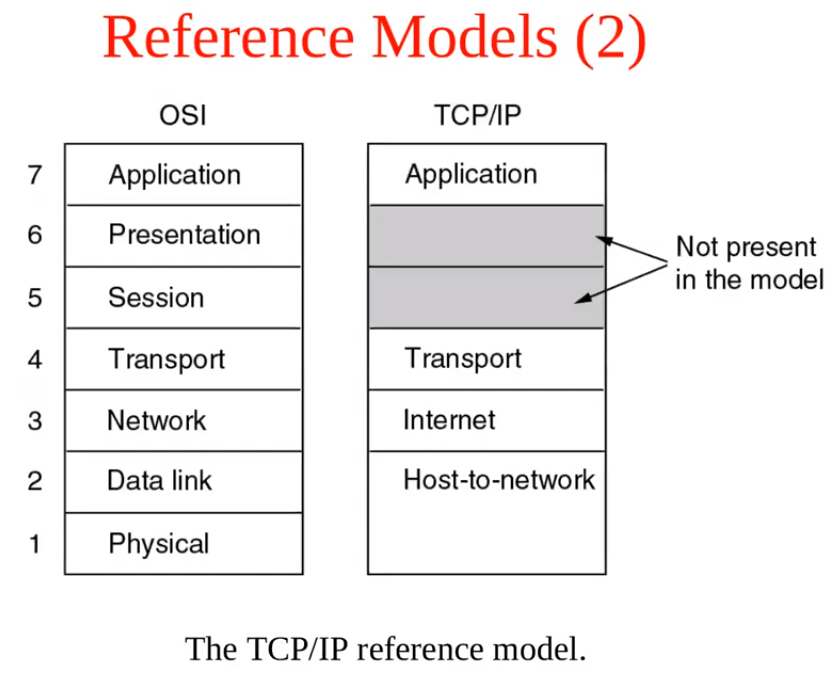 Reference Models (2)
OSI
TCP/IP
7 Application Application
6 Presentation
Not present
in the model
5 Session
4 Transport Transport
3 Network Internet
2 Data link Host-to-network
1 Physical
The TCP/IP reference model.